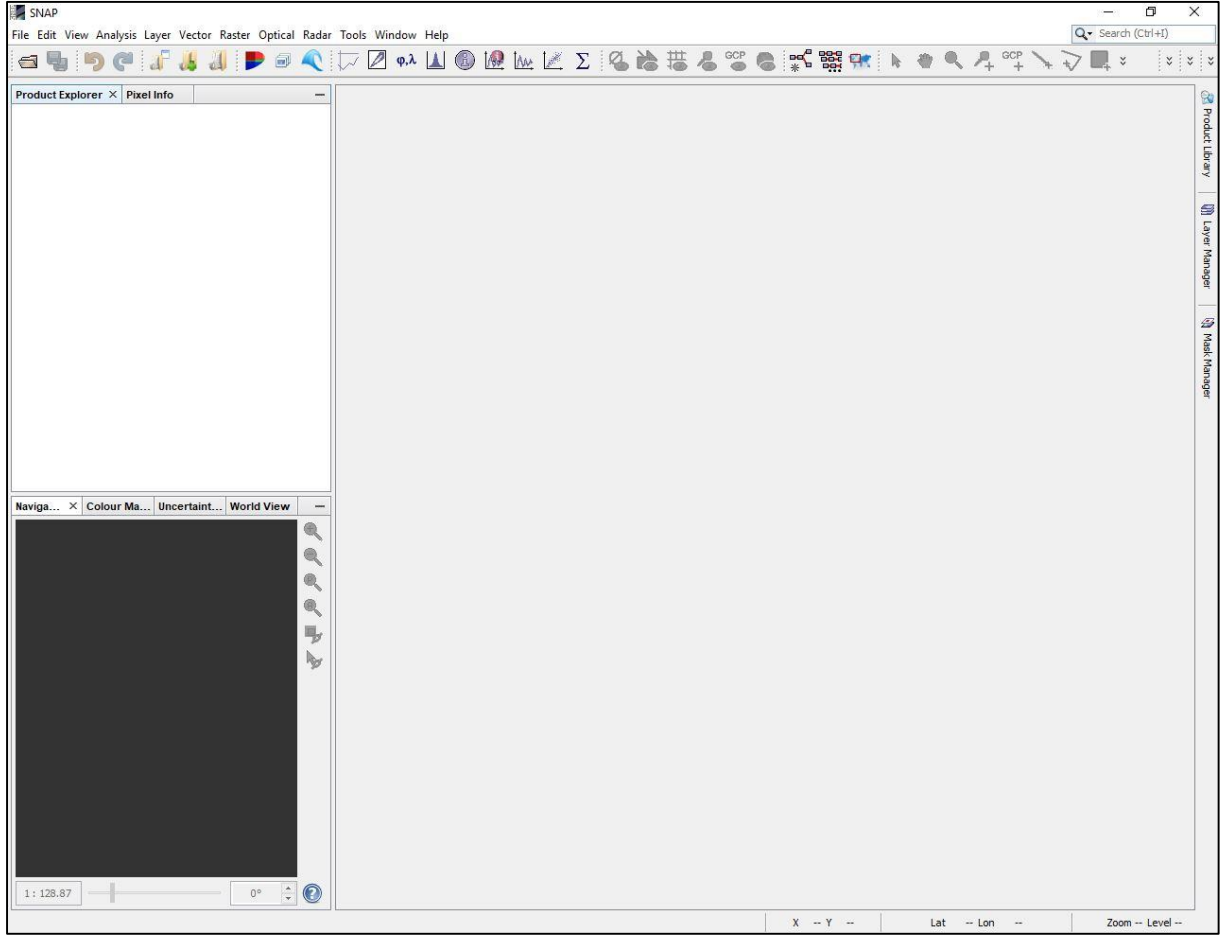 SNAP
File Edit View Analysis Layer Vector Raster Optical Radar Tools Window Help
Search (Ctrl+I)
φ,λ Σ GCP GCP
Product Explorer Pixel Info
Product Library
Layer Manager
Mask Manager
Naviga... Colour Ma... Uncertaint... World View
1 : 128.87 0°
X -- Y -- Lat -- Lon -- Zoom -- Level --